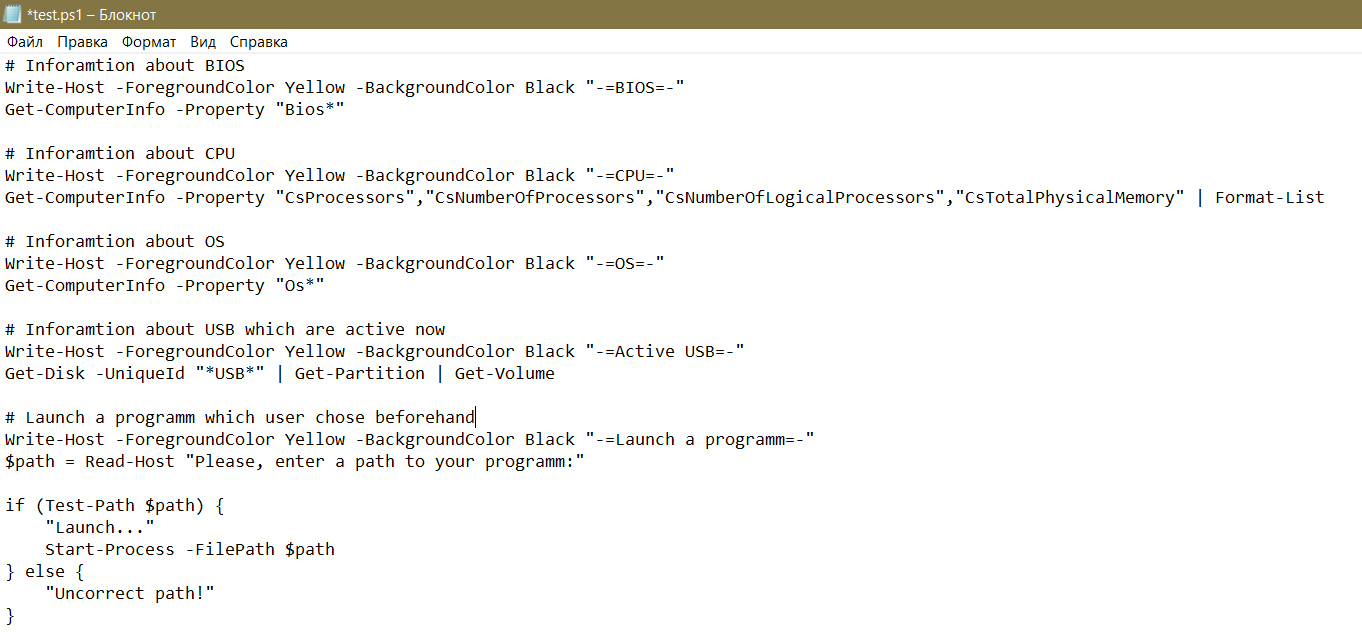 *test.ps1 – Блокнот
Файл Правка Формат Вид Справка
# Inforamtion about BIOS
Write-Host -ForegroundColor Yellow -BackgroundColor Black "-=BIOS=-"
Get-ComputerInfo -Property "Bios*"
# Inforamtion about CPU
Write-Host -ForegroundColor Yellow -BackgroundColor Black "-=CPU=-"
Get-ComputerInfo -Property "CsProcessors","CsNumberOfProcessors","CsNumberOfLogicalProcessors","CsTotalPhysicalMemory" | Format-List
# Inforamtion about OS
Write-Host -ForegroundColor Yellow -BackgroundColor Black "-=OS=-"
Get-ComputerInfo -Property "Os*"
# Inforamtion about USB which are active now
Write-Host -ForegroundColor Yellow -BackgroundColor Black "-=Active USB=-"
Get-Disk -UniqueId "*USB*" | Get-Partition | Get-Volume
# Launch a programm which user chose beforehand
Write-Host -ForegroundColor Yellow -BackgroundColor Black "-=Launch a programm=-"
$path = Read-Host "Please, enter a path to your programm:"
if (Test-Path $path) {
    "Launch..."
    Start-Process -FilePath $path
} else {
    "Uncorrect path!"
}